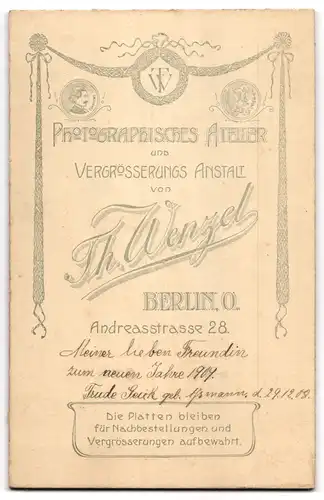 TW
Photographisches Atelier
und
Vergrösserungs Anstalt
von
Th. Wenzel
BERLIN, O.
Andreasstrasse 28.
Meiner lieben Freundin
zum neuen Jahre 1909.
Trude geb. d. 29.12.08.
Die Platten bleiben
für Nachbestellungen und
Vergrösserungen aufbewahrt.